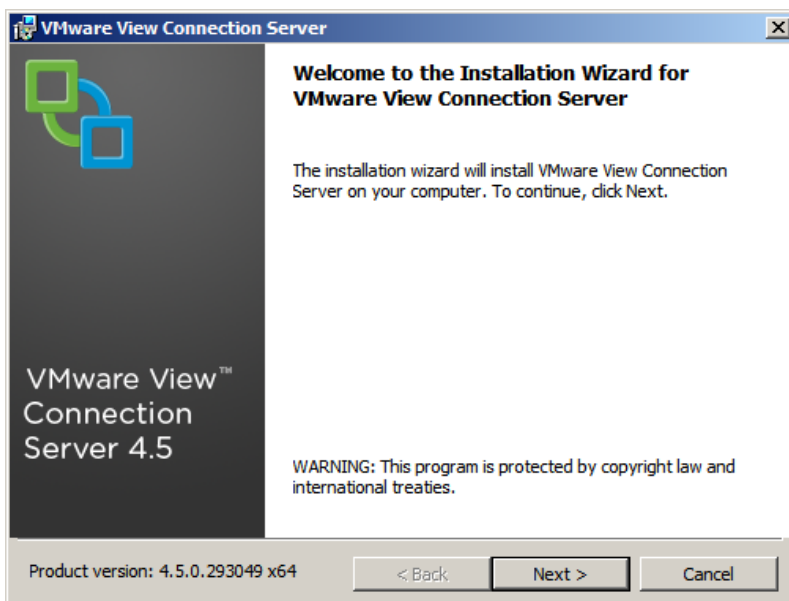 VMware View Connection Server
Welcome to the Installation Wizard for
VMware View Connection Server
The installation wizard will install VMware View Connection
Server on your computer. To continue, click Next.
VMware View™
Connection
Server 4.5
WARNING: This program is protected by copyright law and
international treaties.
Product version: 4.5.0.293049 x64
< Back
Next >
Cancel